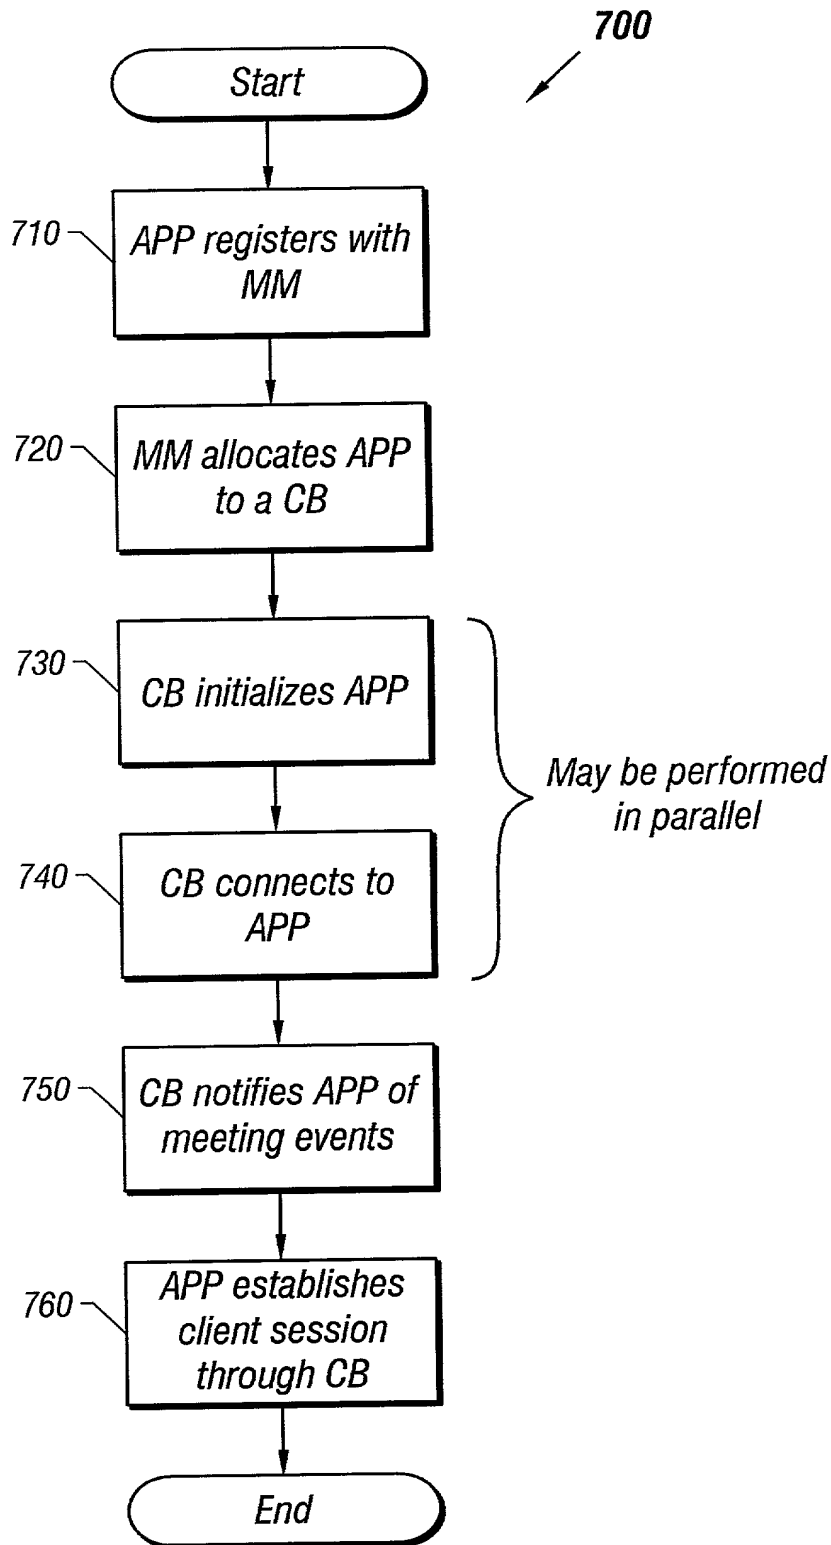 700
Start
710
APP registers with
MM
720
MM allocates APP
to a CB
730
CB initializes APP
May be performed
in parallel
740
CB connects to
APP
750
CB notifies APP of
meeting events
760
APP establishes
client session
through CB
End